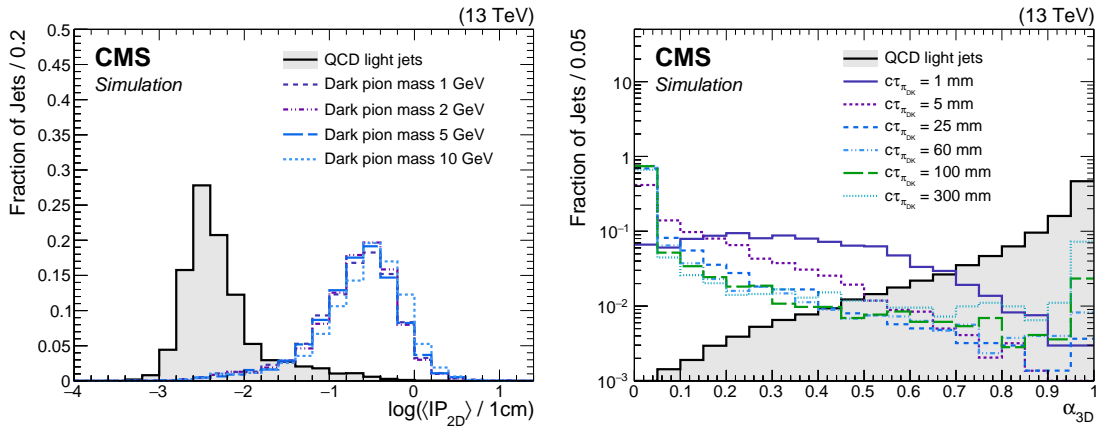 (13 TeV)
Fraction of Jets / 0.2
0.5
0.45
0.4
0.35
0.3
0.25
0.2
0.15
0.1
0.05
0
CMS
Simulation
QCD light jets
Dark pion mass 1 GeV
Dark pion mass 2 GeV
Dark pion mass 5 GeV
Dark pion mass 10 GeV
−4 −3 −2 −1 0 1
log(⟨IP2D⟩ / 1cm)
(13 TeV)
Fraction of Jets / 0.05
10
1
10−1
10−2
10−3
CMS
Simulation
QCD light jets
cτπDK = 1 mm
cτπDK = 5 mm
cτπDK = 25 mm
cτπDK = 60 mm
cτπDK = 100 mm
cτπDK = 300 mm
0 0.1 0.2 0.3 0.4 0.5 0.6 0.7 0.8 0.9 1
α3D